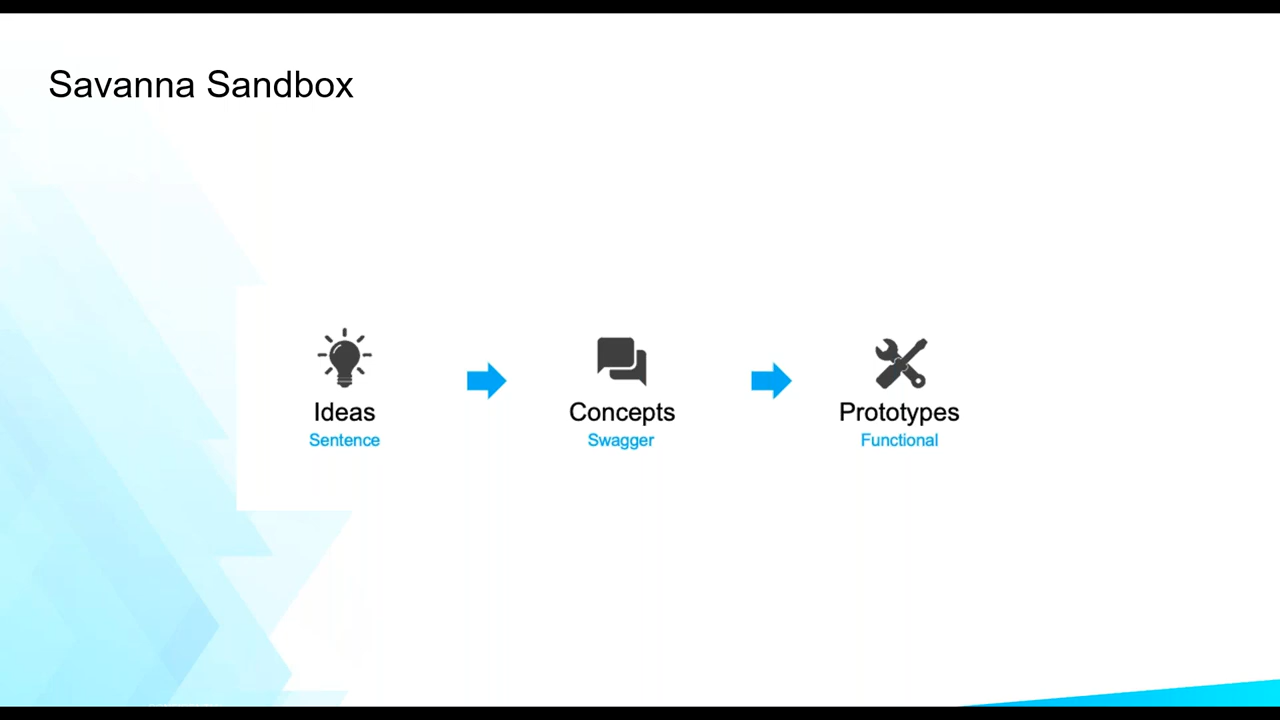 Savanna Sandbox
Ideas
Sentence
Concepts
Swagger
Prototypes
Functional